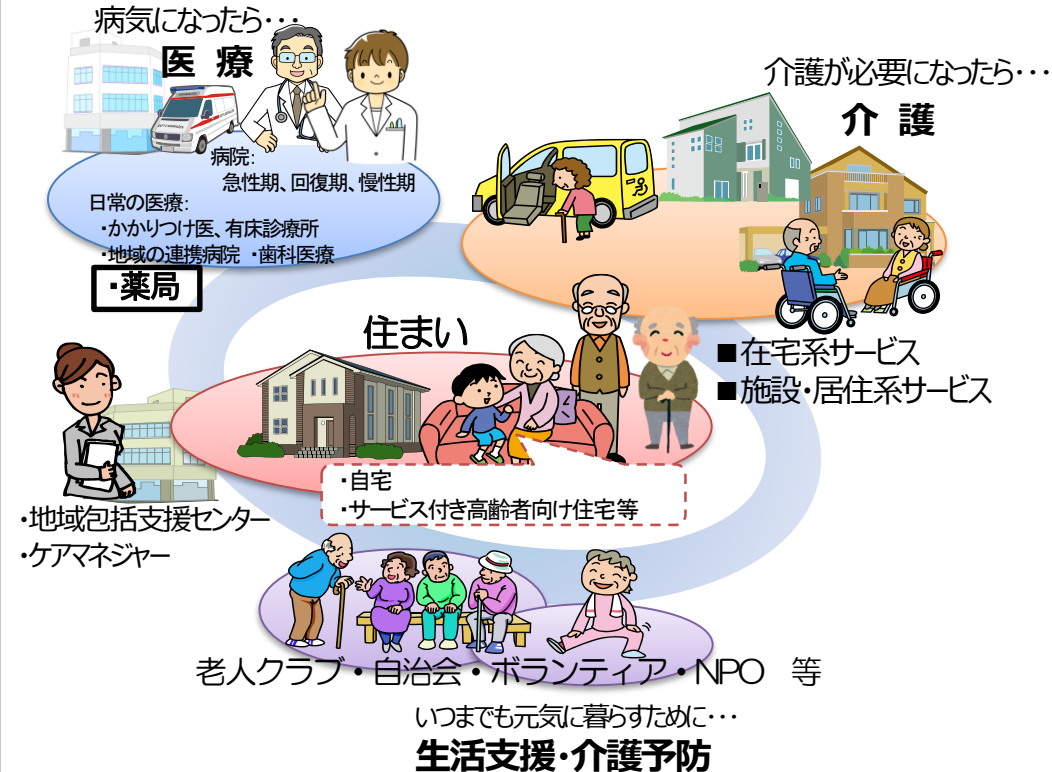 病気になったら・・・
医 療
病院:
急性期、回復期、慢性期
日常の医療:
・かかりつけ医、有床診療所
・地域の連携病院 ・歯科医療
・薬局
介護が必要になったら・・・
介 護
■在宅系サービス
■施設・居住系サービス
住まい
・自宅
・サービス付き高齢者向け住宅等
・地域包括支援センター
・ケアマネジャー
老人クラブ・自治会・ボランティア・NPO 等
いつまでも元気に暮らすために・・・
生活支援・介護予防